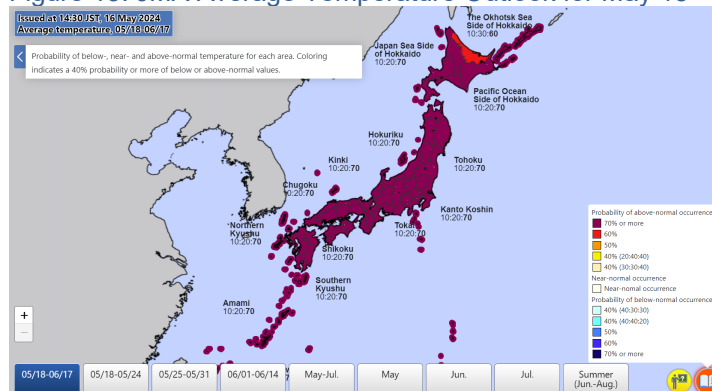 Issued at 14:30 JST, 16 May 2024
Average temperature, 05/18-06/17
Probability of below-, near- and above-normal temperature for each area. Coloring
indicates a 40% probability or more of below or above-normal values.
The Okhotsk Sea
Side of Hokkaido
10:30:60
Japan Sea Side
of Hokkaido
10:20:70
Pacific Ocean
Side of Hokkaido
10:20:70
Hokuriku
10:20:70
Tohoku
10:20:70
Kinki
10:20:70
Chugoku
10:20:70
Kanto Koshin
10:20:70
Tokai
10:20:70
Northern
Kyushu
10:20:70
Shikoku
10:20:70
Southern
Kyushu
10:20:70
Amami
10:20:70
Probability of above-normal occurrence
70% or more
60%
50%
40% (20:40:40)
40% (30:30:40)
Near-normal occurrence
Near-nomal occurrence
Probability of below-normal occurrence
40% (40:30:30)
40% (40:40:20)
50%
60%
70% or more
+
−
05/18-06/17
05/18-05/24
05/25-05/31
06/01-06/14
May-Jul.
May
Jun.
Jul.
Summer
(Jun.-Aug.)